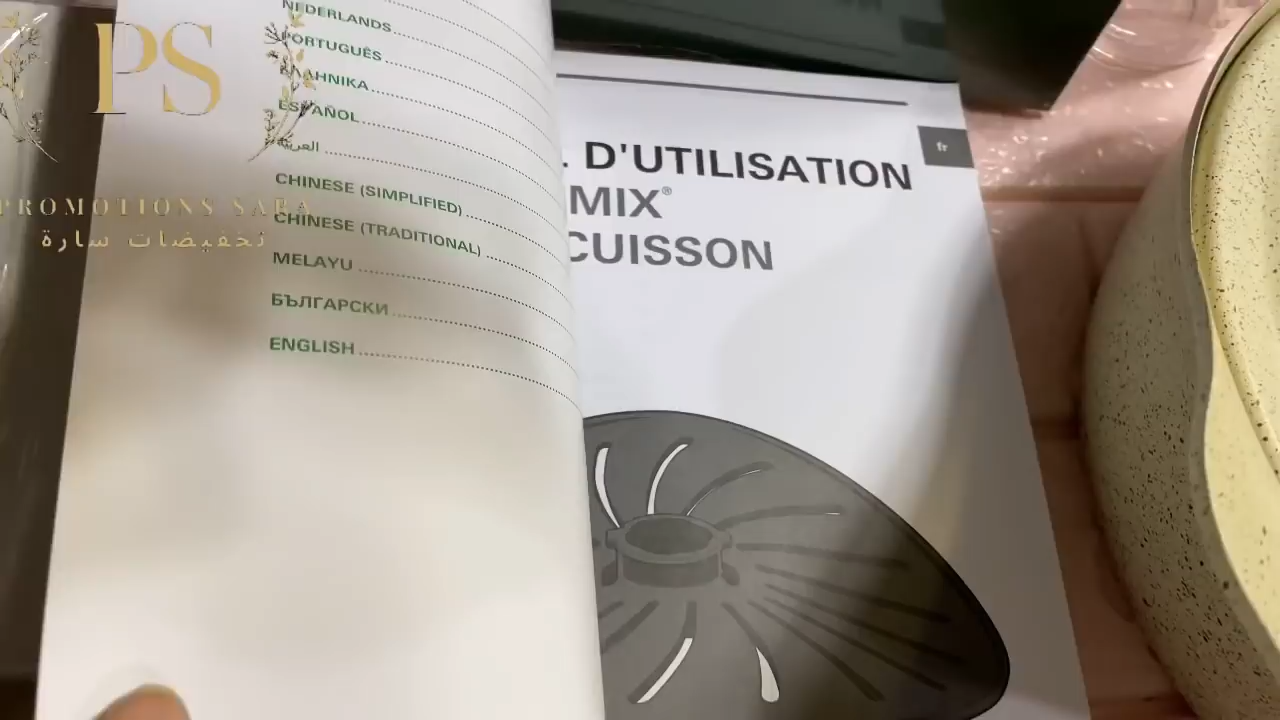 PS
PROMOTIONS SARA
تخفيضات سارة
NEDERLANDS
PORTUGUÊS
ESPAÑOL
العربية
CHINESE (SIMPLIFIED)
CHINESE (TRADITIONAL)
MELAYU
БЪЛГАРСКИ
ENGLISH
fr
D'UTILISATION
MIX®
CUISSON